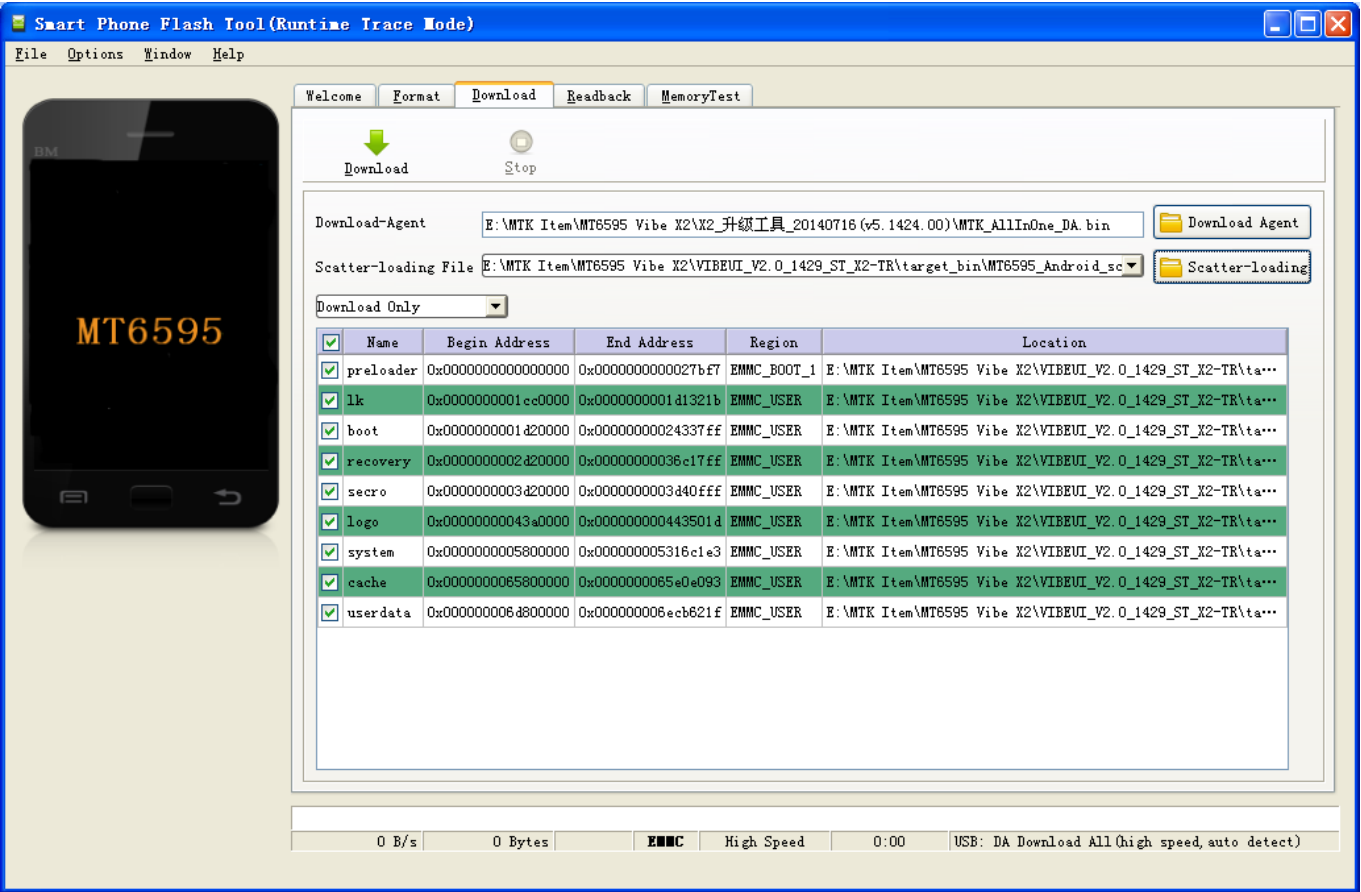 Smart Phone Flash Tool(Runtime Trace Mode)
File Options Window Help
Welcome Format Download Readback MemoryTest
BM
MT6595
Download Stop
Download-Agent E:\MTK Item\MT6595 Vibe X2\X2_升级工具_20140716(v5.1424.00)\MTK_AllInOne_DA.bin Download Agent
Scatter-loading File E:\MTK Item\MT6595 Vibe X2\VIBEUI_V2.0_1429_ST_X2-TR\target_bin\MT6595_Android_sc Scatter-loading
Download Only
Name Begin Address End Address Region Location
preloader 0x0000000000000000 0x0000000000027bf7 EMMC_BOOT_1 E:\MTK Item\MT6595 Vibe X2\VIBEUI_V2.0_1429_ST_X2-TR\ta...
lk 0x0000000001cc0000 0x0000000001d1321b EMMC_USER E:\MTK Item\MT6595 Vibe X2\VIBEUI_V2.0_1429_ST_X2-TR\ta...
boot 0x0000000001d20000 0x00000000024337ff EMMC_USER E:\MTK Item\MT6595 Vibe X2\VIBEUI_V2.0_1429_ST_X2-TR\ta...
recovery 0x0000000002d20000 0x00000000036c17ff EMMC_USER E:\MTK Item\MT6595 Vibe X2\VIBEUI_V2.0_1429_ST_X2-TR\ta...
secro 0x0000000003d20000 0x0000000003d40fff EMMC_USER E:\MTK Item\MT6595 Vibe X2\VIBEUI_V2.0_1429_ST_X2-TR\ta...
logo 0x00000000043a0000 0x000000000443501d EMMC_USER E:\MTK Item\MT6595 Vibe X2\VIBEUI_V2.0_1429_ST_X2-TR\ta...
system 0x0000000005800000 0x000000005316c1e3 EMMC_USER E:\MTK Item\MT6595 Vibe X2\VIBEUI_V2.0_1429_ST_X2-TR\ta...
cache 0x0000000065800000 0x0000000065e0e093 EMMC_USER E:\MTK Item\MT6595 Vibe X2\VIBEUI_V2.0_1429_ST_X2-TR\ta...
userdata 0x000000006d800000 0x000000006ecb621f EMMC_USER E:\MTK Item\MT6595 Vibe X2\VIBEUI_V2.0_1429_ST_X2-TR\ta...
0 B/s 0 Bytes EMMC High Speed 0:00 USB: DA Download All(high speed,auto detect)